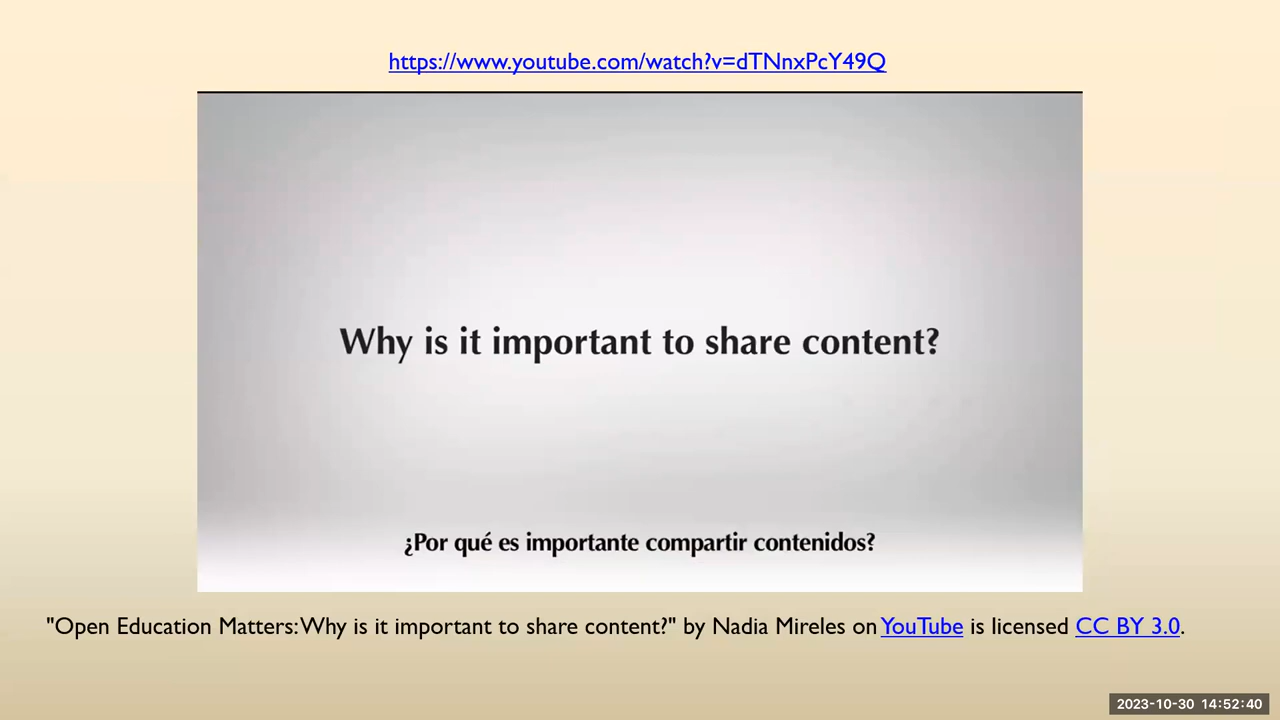 https://www.youtube.com/watch?v=dTNnxPcY49Q
Why is it important to share content?
¿Por qué es importante compartir contenidos?
"Open Education Matters: Why is it important to share content?" by Nadia Mireles on YouTube is licensed CC BY 3.0.
2023-10-30 14:52:40